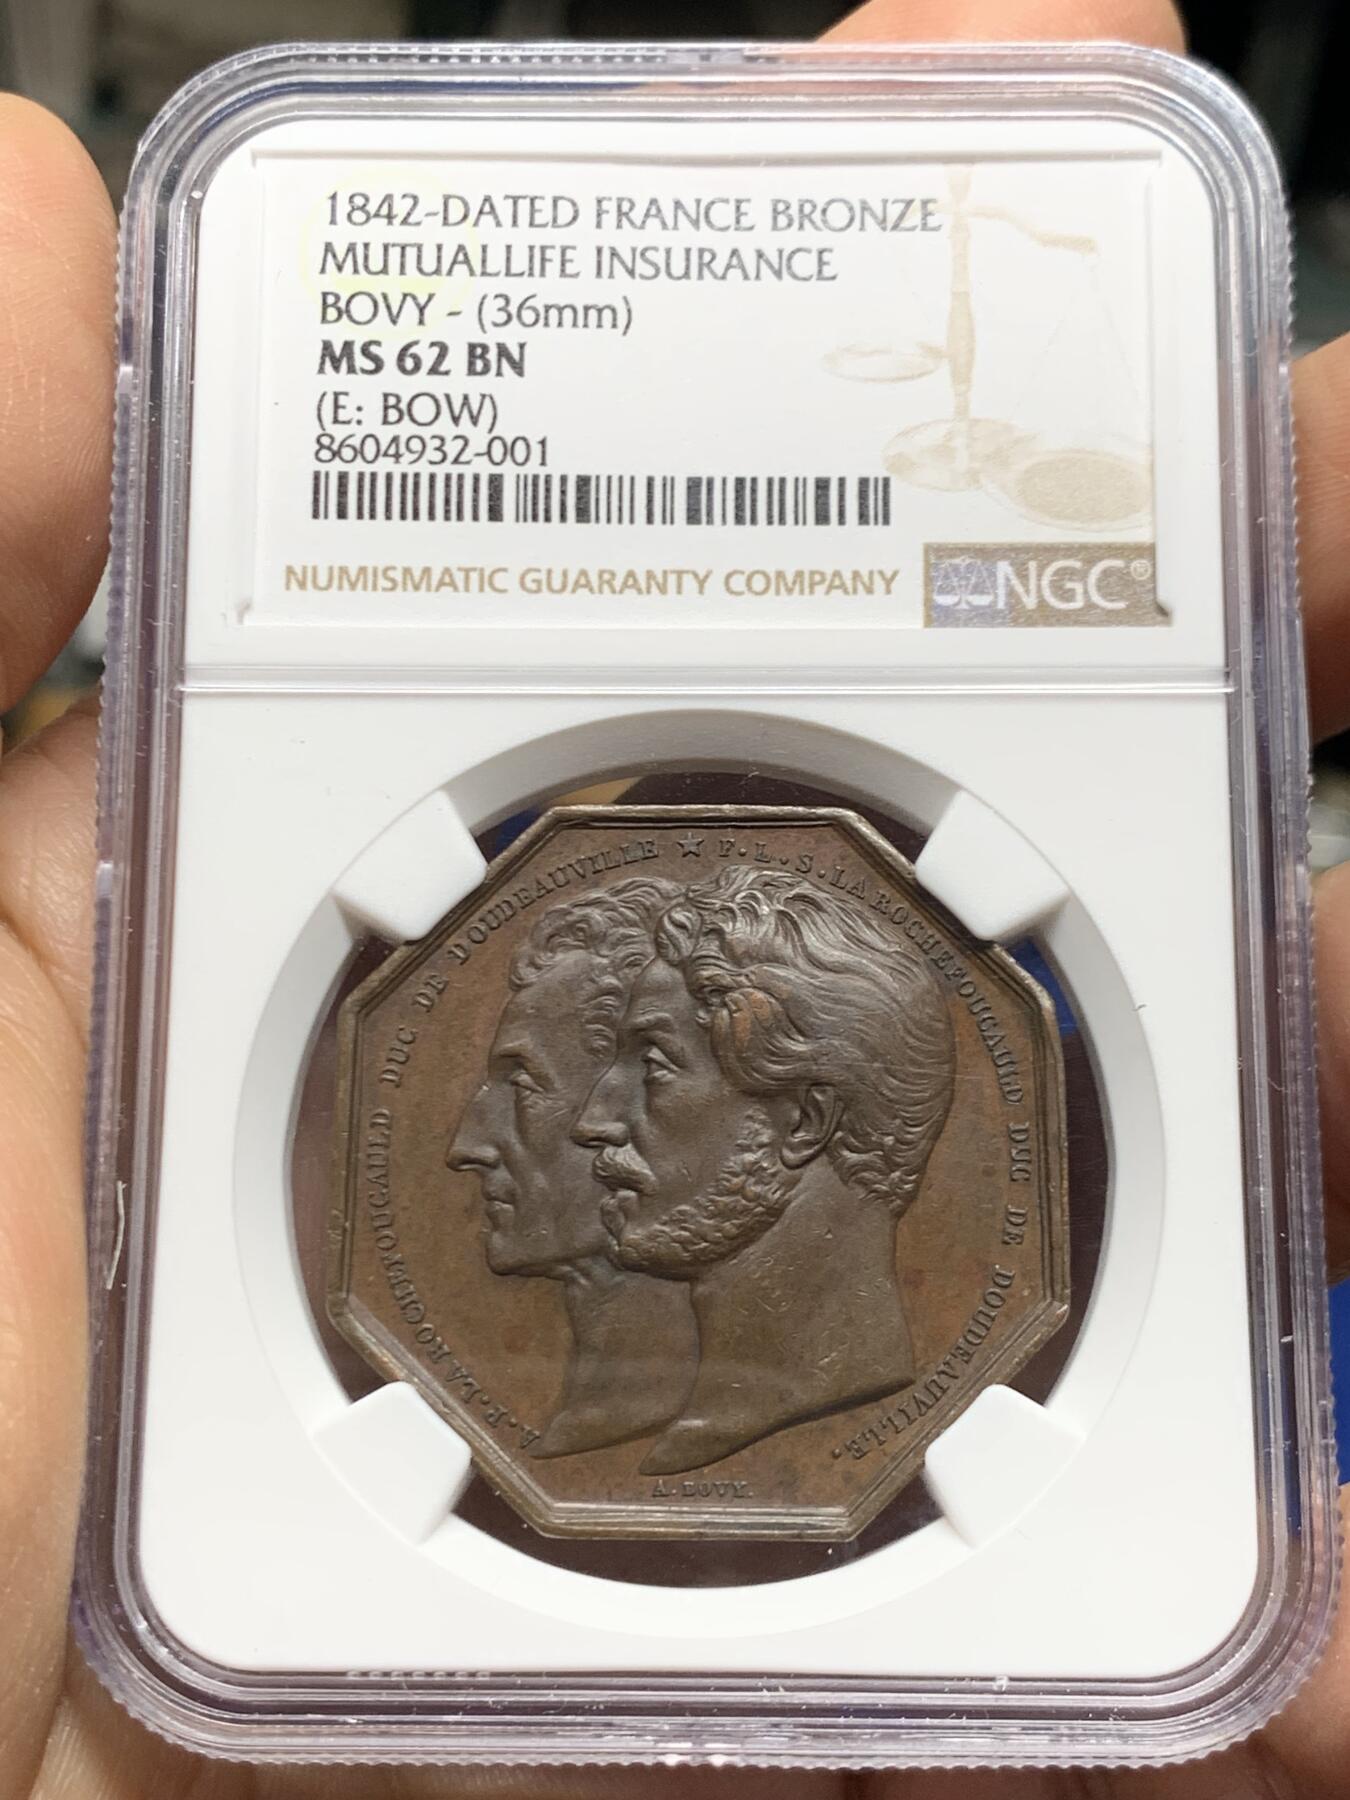 1842-DATED FRANCE BRONZE
MUTUALLIFE INSURANCE
BOVY - (36mm)
MS 62 BN
(E: BOW)
8604932-001
NUMISMATIC GUARANTY COMPANY
NGC®
A. P. LA ROCHEFOUCAULD DUC DE DOUDEAUVILLE ★ F. L. S. LA ROCHEFOUCAULD DUC DE DOUDEAUVILLE.
A. BOVY.